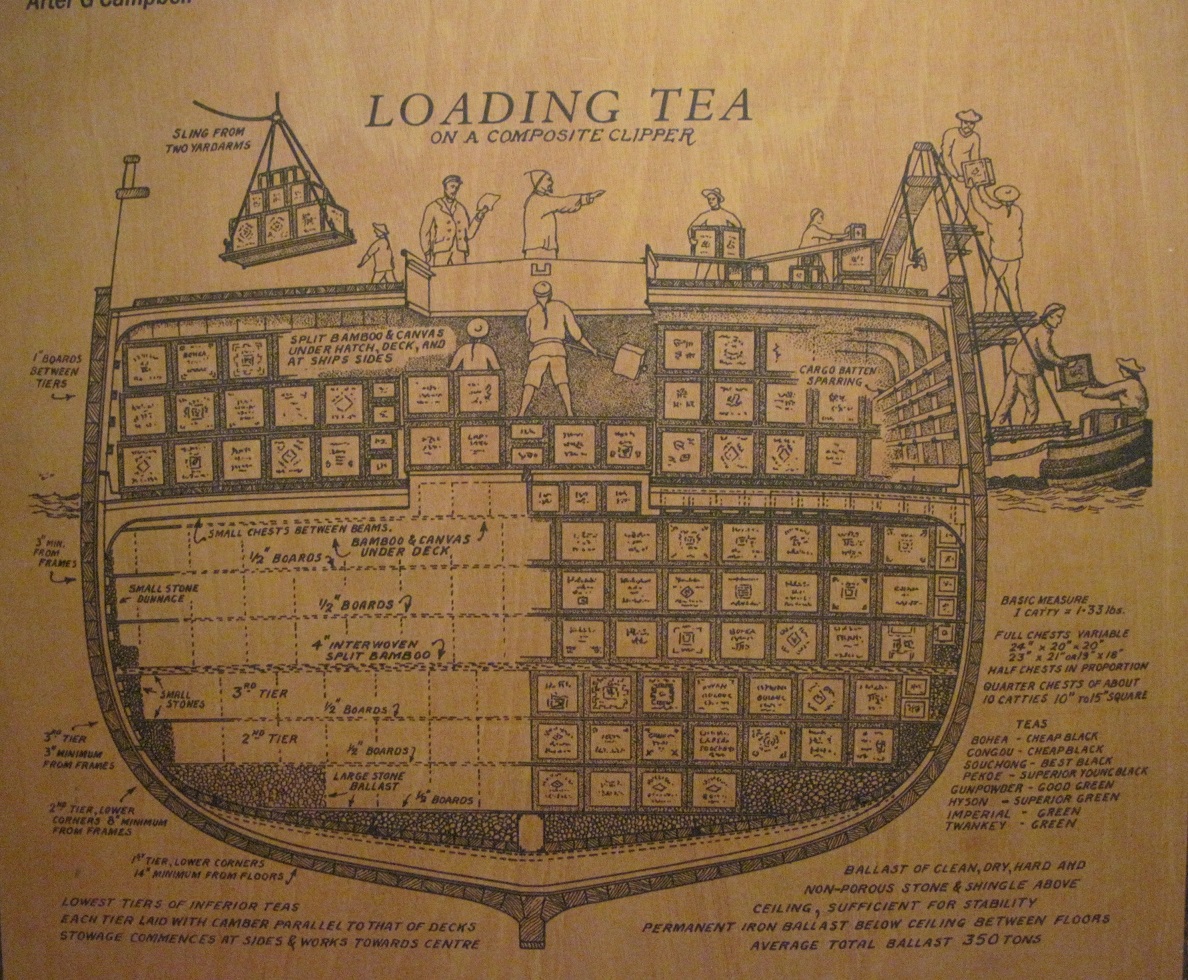 After G Campbell
LOADING TEA
ON A COMPOSITE CLIPPER
SLING FROM
TWO YARDARMS
SPLIT BAMBOO & CANVAS
UNDER HATCH, DECK, AND
AT SHIPS SIDES
CARGO BATTEN
SPARRING
1" BOARDS
BETWEEN
TIERS
SMALL CHESTS BETWEEN BEAMS.
BAMBOO & CANVAS
UNDER DECK
1/2" BOARDS
3" MIN.
FROM
FRAMES
SMALL STONE
or DUNNAGE
1/2" BOARDS
4" INTERWOVEN
SPLIT BAMBOO
BOHEA
BOHEA
SMALL
STONES
3RD TIER
1/2" BOARDS
2ND TIER
1/2" BOARDS
LARGE STONE
BALLAST
1/2" BOARDS
3RD TIER
3" MINIMUM
FROM FRAMES
2ND TIER, LOWER
CORNERS 8" MINIMUM
FROM FRAMES
1ST TIER, LOWER CORNERS
14" MINIMUM FROM FLOORS
LOWEST TIERS OF INFERIOR TEAS
EACH TIER LAID WITH CAMBER PARALLEL TO THAT OF DECKS
STOWAGE COMMENCES AT SIDES & WORKS TOWARDS CENTRE
BASIC MEASURE
1 CATTY = 1.33 lbs.
FULL CHESTS VARIABLE
24" x 20" x 20"
23" x 21" or 19" x 18"
HALF CHESTS IN PROPORTION
QUARTER CHESTS OF ABOUT
10 CATTIES 10" TO 15" SQUARE
TEAS
BOHEA - CHEAP BLACK
CONGOU - CHEAP BLACK
SOUCHONG - BEST BLACK
PEKOE - SUPERIOR YOUNG BLACK
GUNPOWDER - GOOD GREEN
HYSON - SUPERIOR GREEN
IMPERIAL - GREEN
TWANKEY - GREEN
BALLAST OF CLEAN, DRY, HARD AND
NON-POROUS STONE & SHINGLE ABOVE
CEILING, SUFFICIENT FOR STABILITY
PERMANENT IRON BALLAST BELOW CEILING BETWEEN FLOORS
AVERAGE TOTAL BALLAST 350 TONS